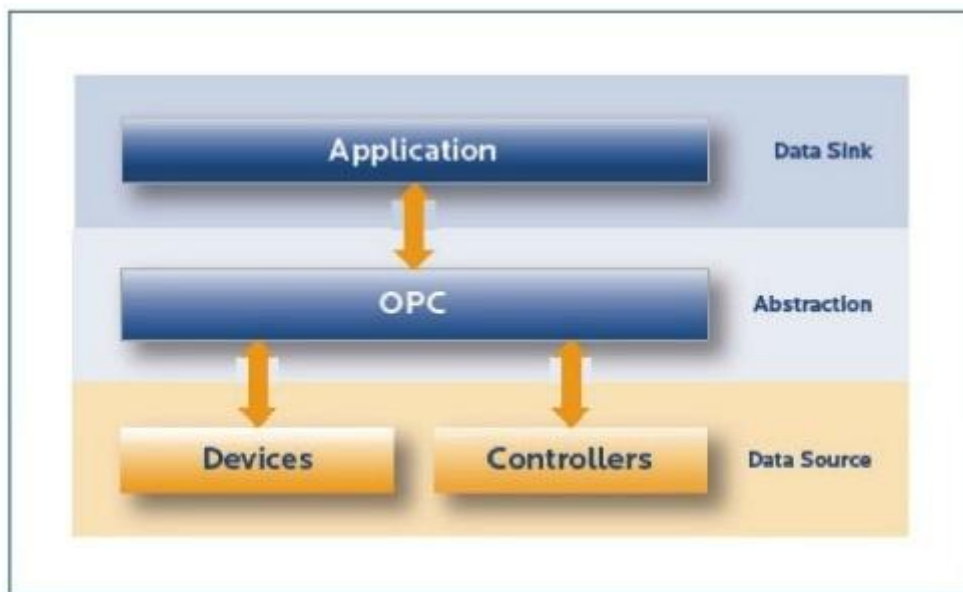 Application
Data Sink
OPC
Abstraction
Devices
Controllers
Data Source